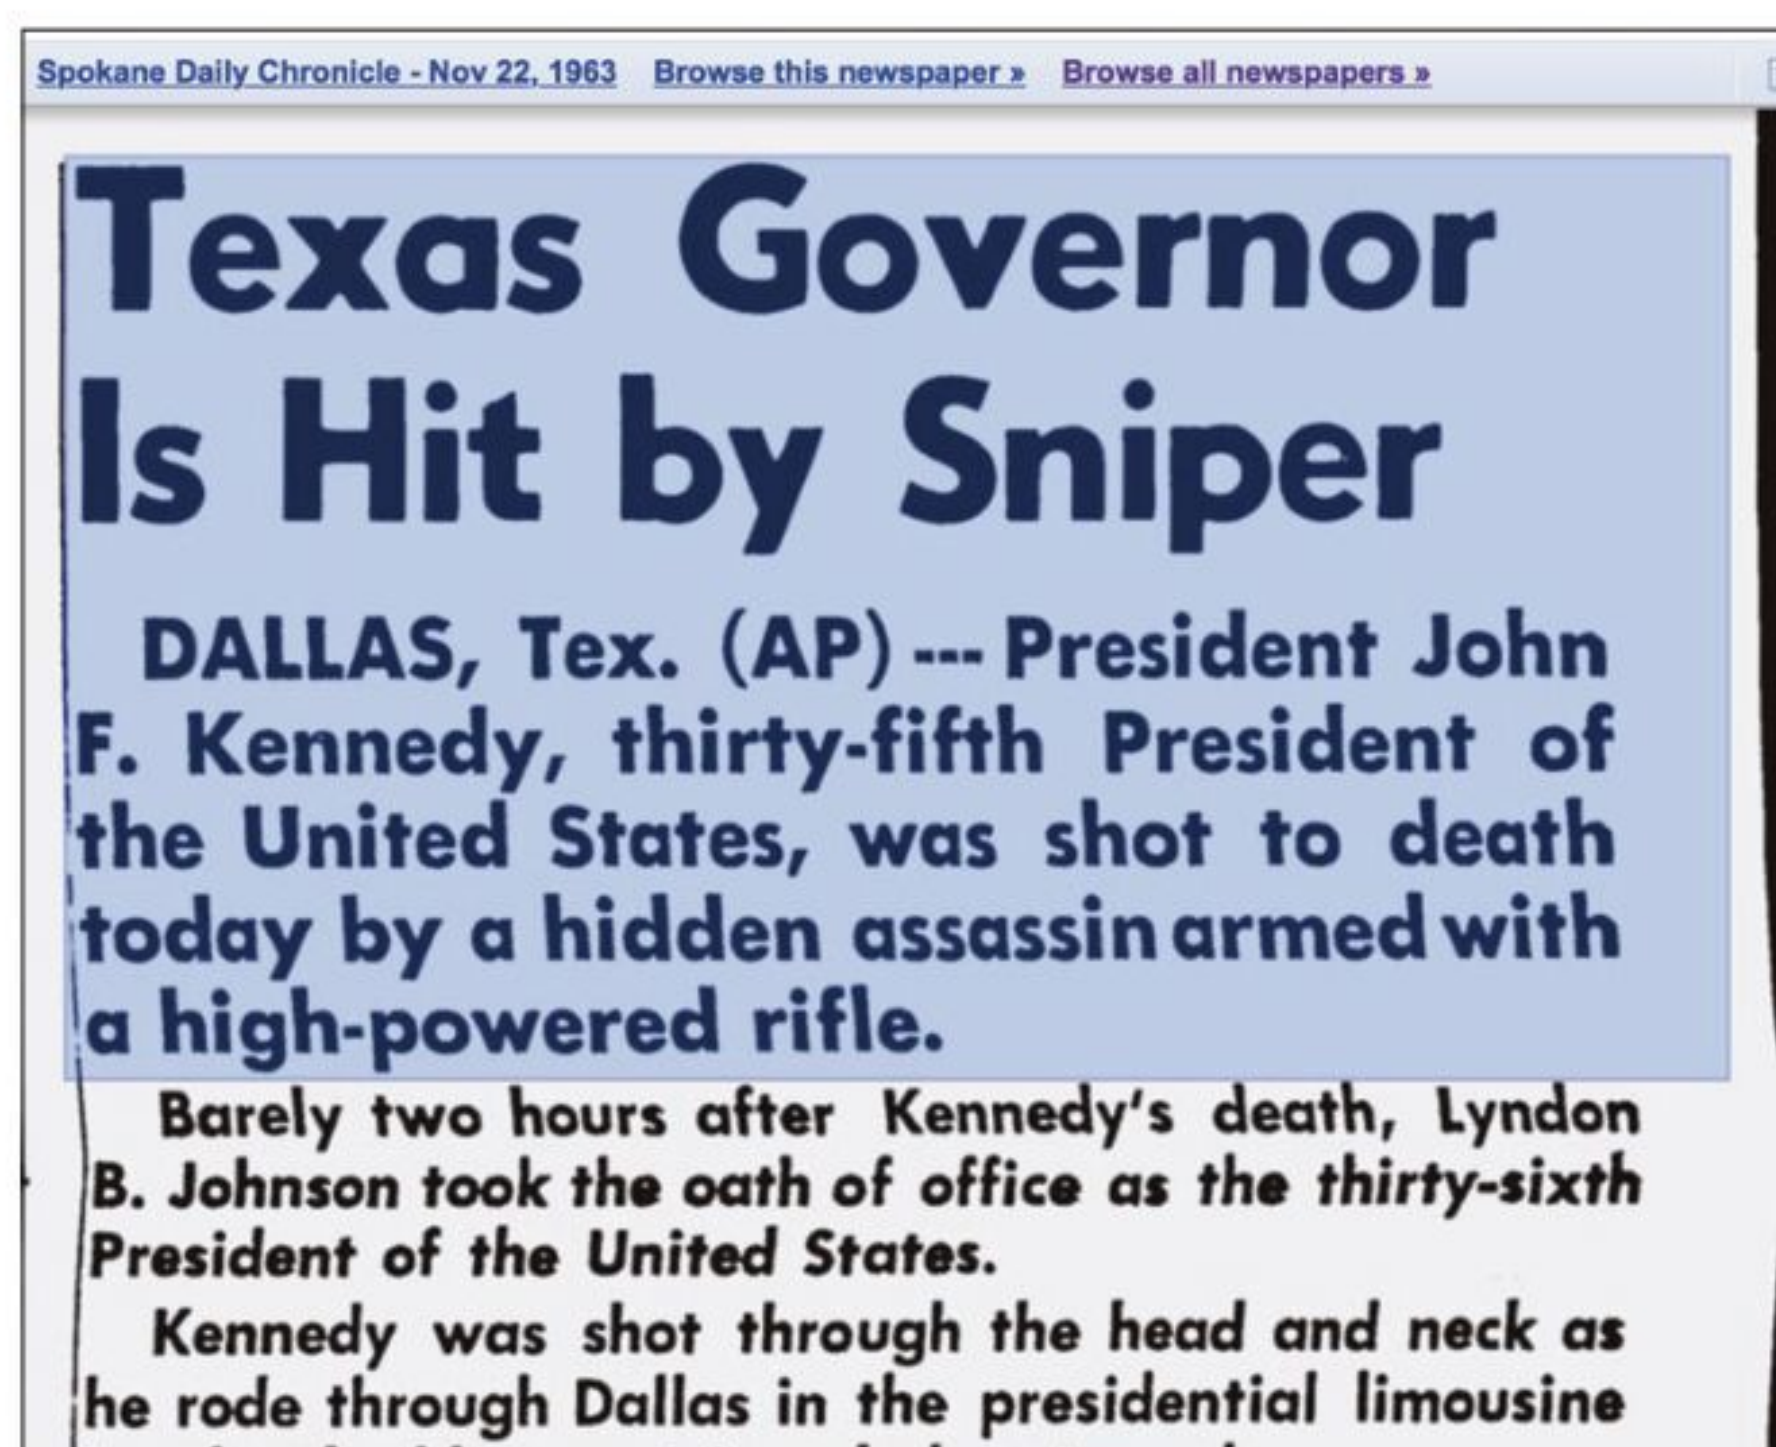 Spokane Daily Chronicle - Nov 22, 1963 Browse this newspaper » Browse all newspapers »
Texas Governor
Is Hit by Sniper
DALLAS, Tex. (AP) --- President John
F. Kennedy, thirty-fifth President of
the United States, was shot to death
today by a hidden assassin armed with
a high-powered rifle.
Barely two hours after Kennedy's death, Lyndon
B. Johnson took the oath of office as the thirty-sixth
President of the United States.
Kennedy was shot through the head and neck as
he rode through Dallas in the presidential limousine